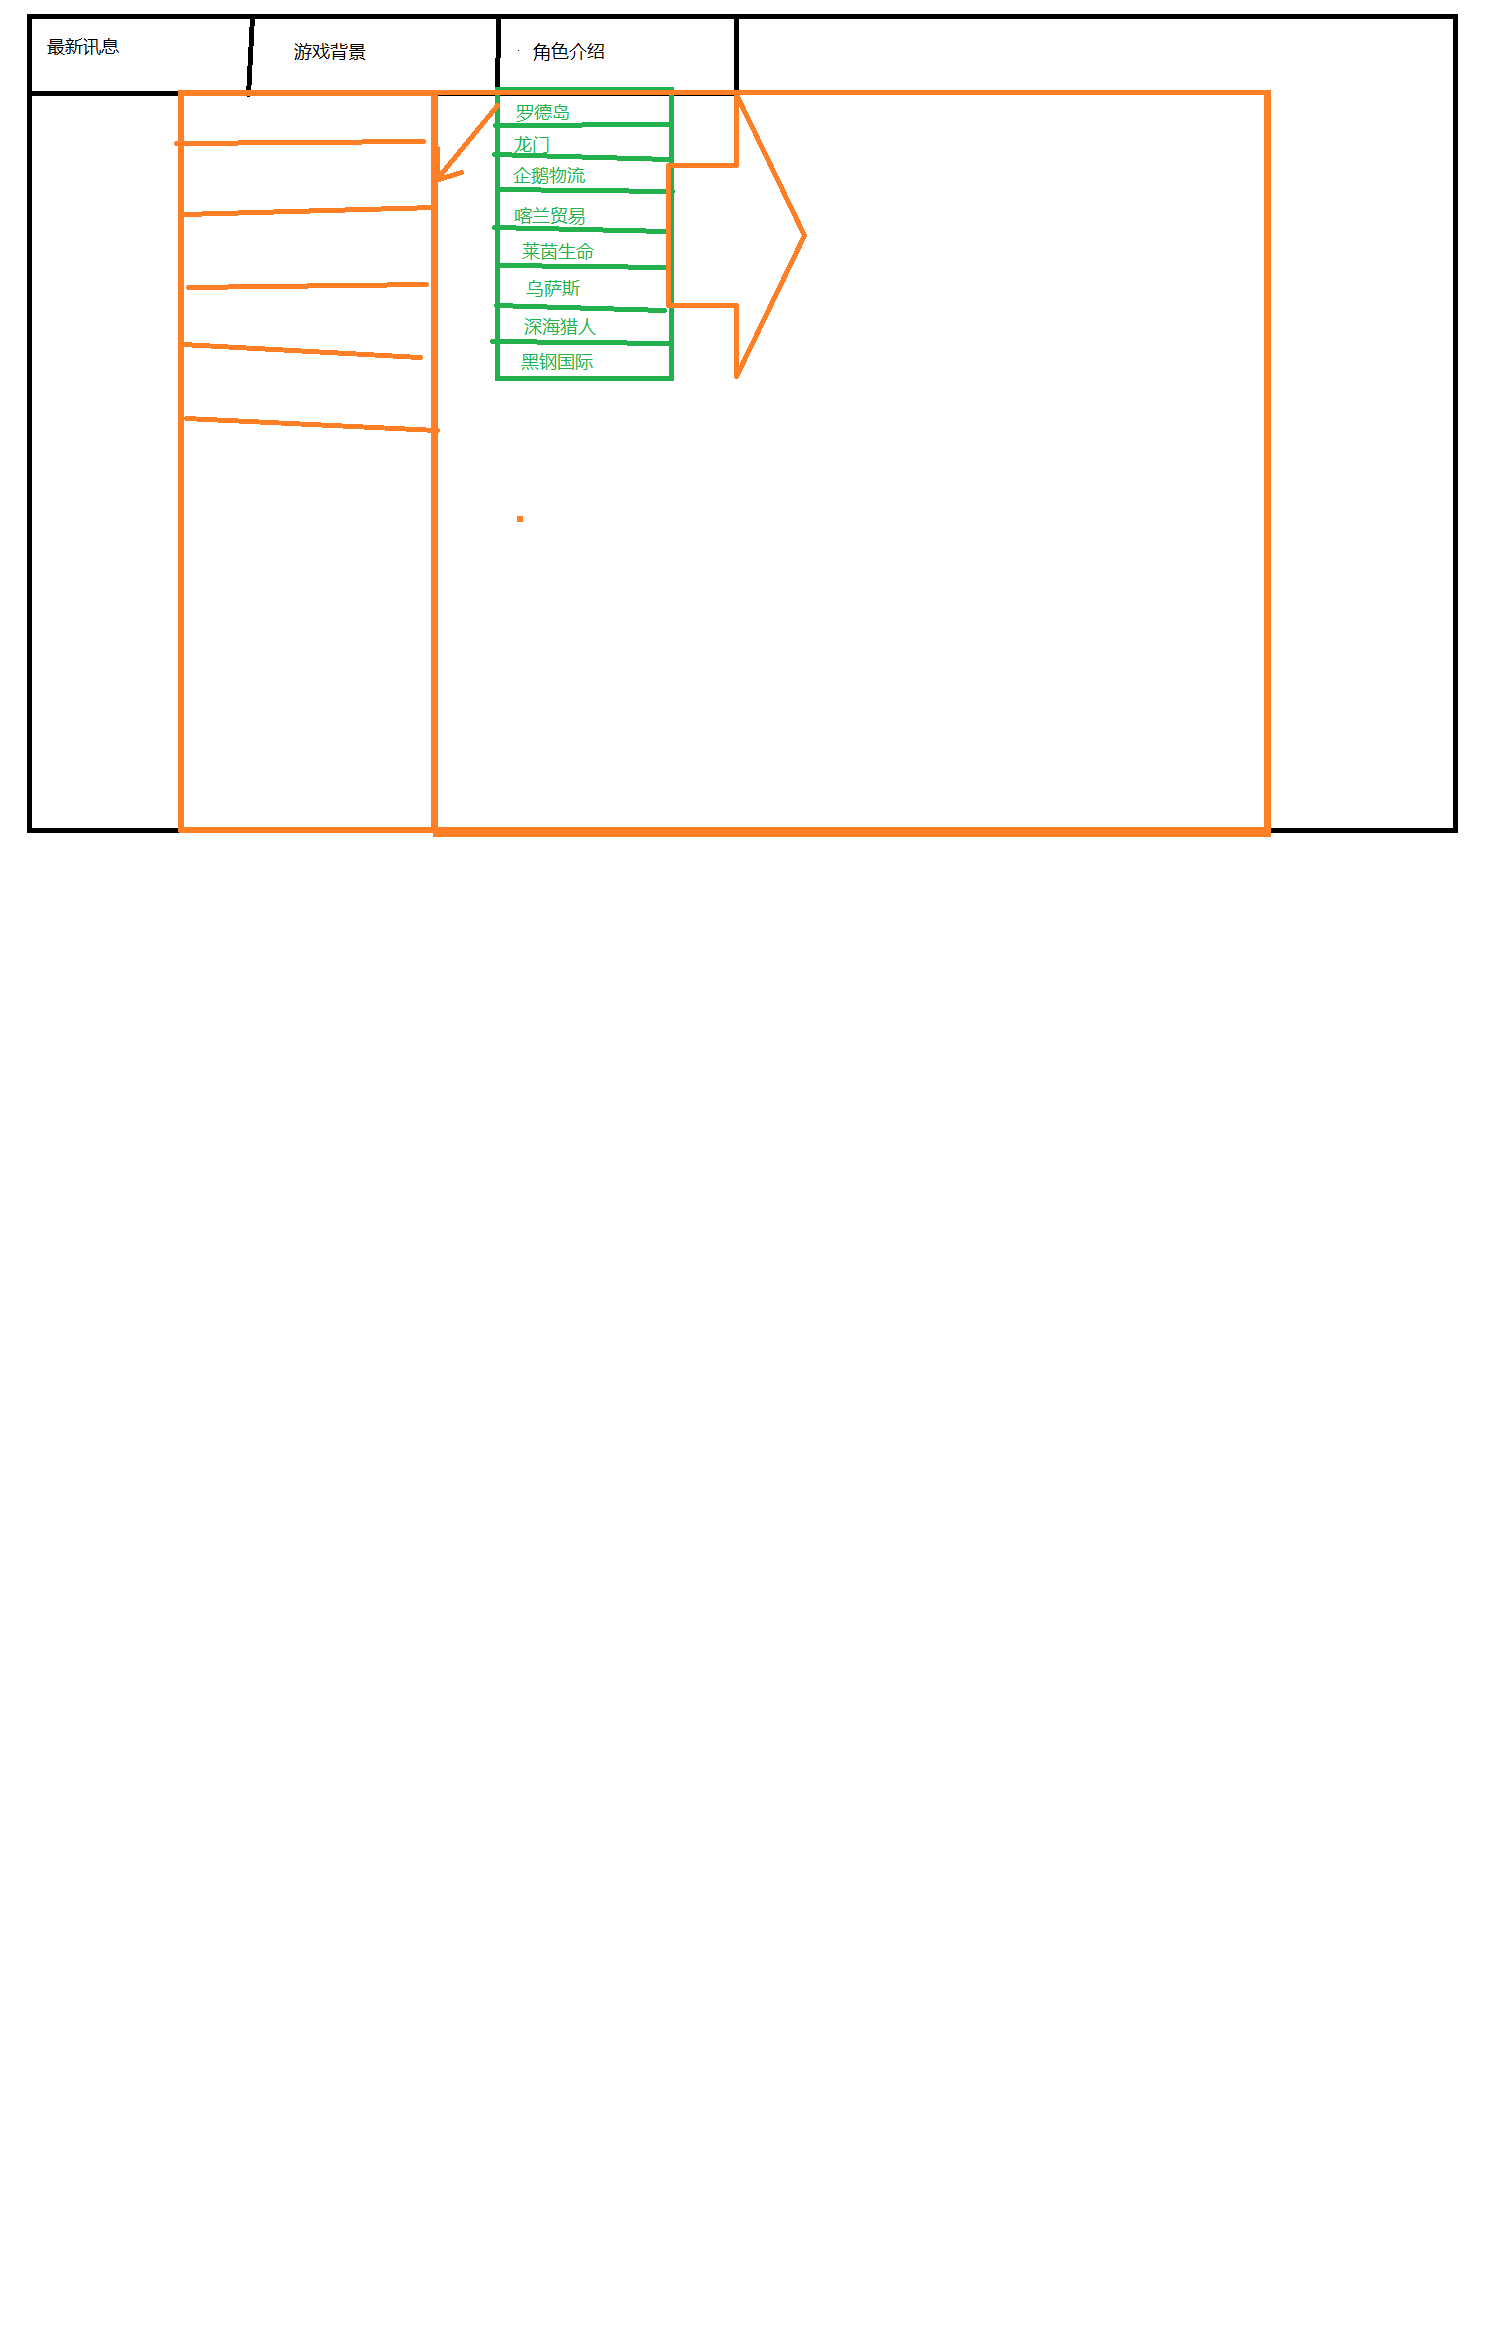 最新讯息
游戏背景
角色介绍
罗德岛
龙门
企鹅物流
喀兰贸易
莱茵生命
乌萨斯
深海猎人
黑钢国际